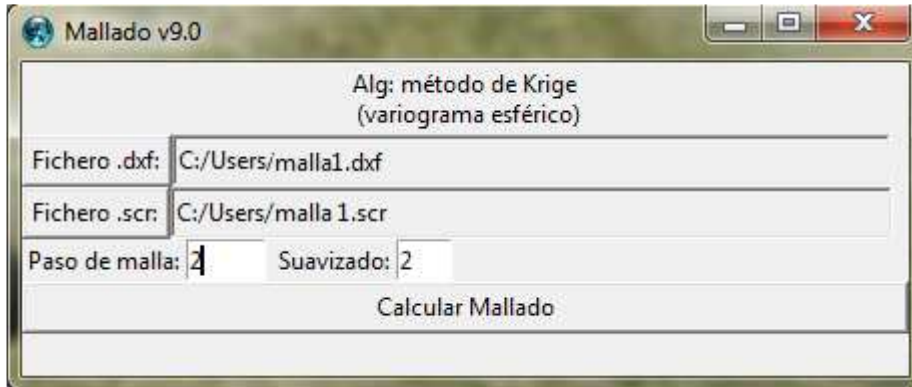 Mallado v9.0
Alg: método de Krige
(variograma esférico)
Fichero .dxf: C:/Users/malla1.dxf
Fichero .scr: C:/Users/malla 1.scr
Paso de malla: 2 Suavizado: 2
Calcular Mallado